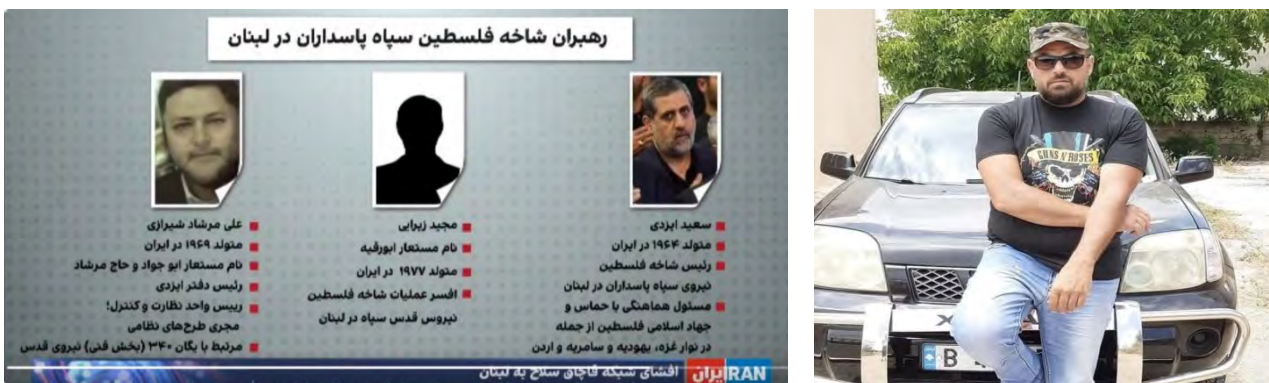 رهبران شاخه فلسطین سپاه پاسداران در لبنان
سعید ایزدی
متولد ۱۹۶۴ در ایران
رئیس شاخه فلسطین
نیروی سپاه پاسداران در لبنان
مسئول هماهنگی با حماس و
جهاد اسلامی فلسطین از جمله
در نوار غزه، یهودیه و سامریه و اردن
مجید زیرایی
نام مستعار ابورقیه
متولد ۱۹۷۷ در ایران
افسر عملیات شاخه فلسطین
نیروس قدس سپاه در لبنان
علی مرشاد شیرازی
متولد ۱۹۶۹ در ایران
نام مستعار ابو جواد و حاج مرشاد
رئیس دفتر ایزدی
رییس واحد نظارت و کنترل؛
مجری طرح‌های نظامی
مرتبط با یگان ۳۴۰ (بخش فنی) نیروی قدس
ایران IRAN
افشای شبکه قاچاق سلاح به لبنان
GUNS N' ROSES
B